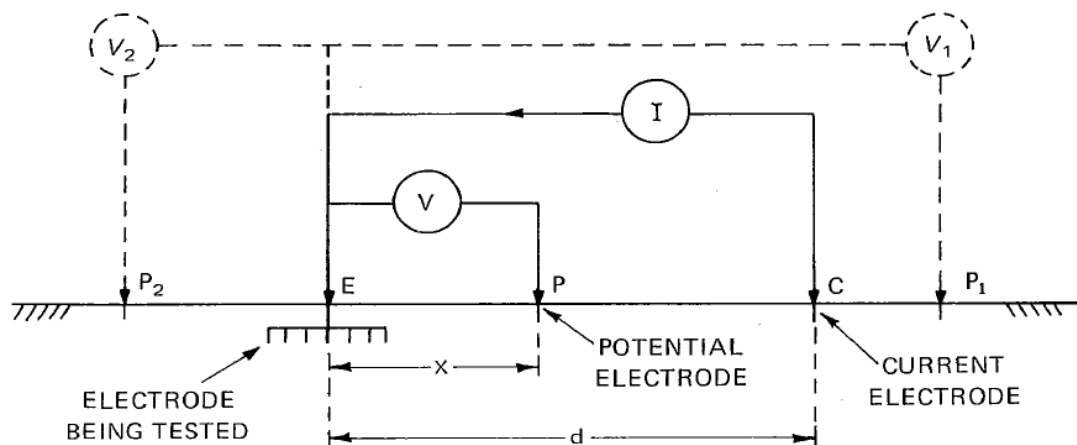 V₂
V₁
I
V
P₂
E
P
C
P₁
x
POTENTIAL
ELECTRODE
CURRENT
ELECTRODE
ELECTRODE
BEING TESTED
d